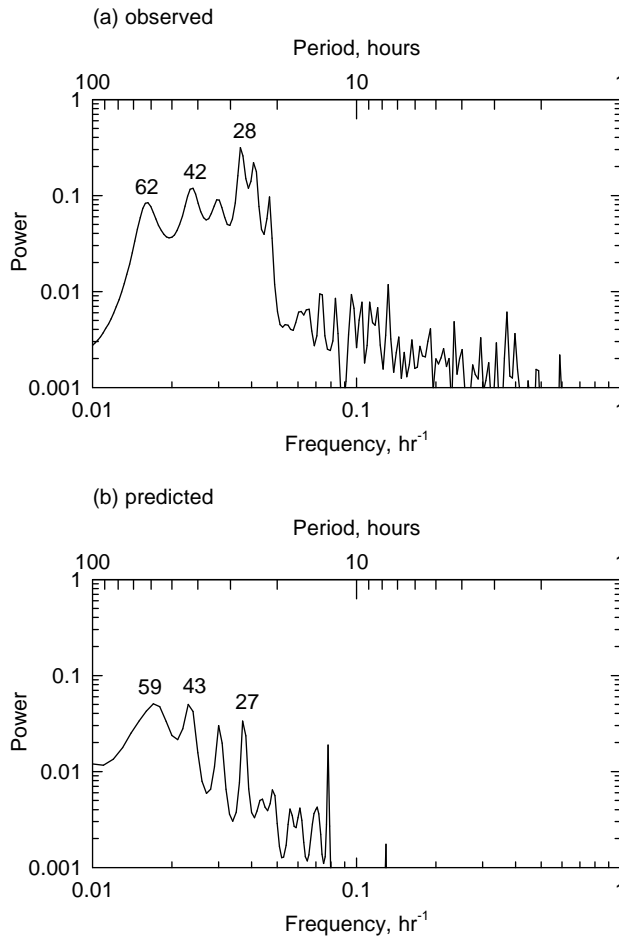 (a) observed
Period, hours
100 10 1
1
0.1
0.01
0.001
Power
62 42 28
0.01 0.1
Frequency, hr-1
(b) predicted
Period, hours
100 10 1
1
0.1
0.01
0.001
Power
59 43 27
0.01 0.1
Frequency, hr-1